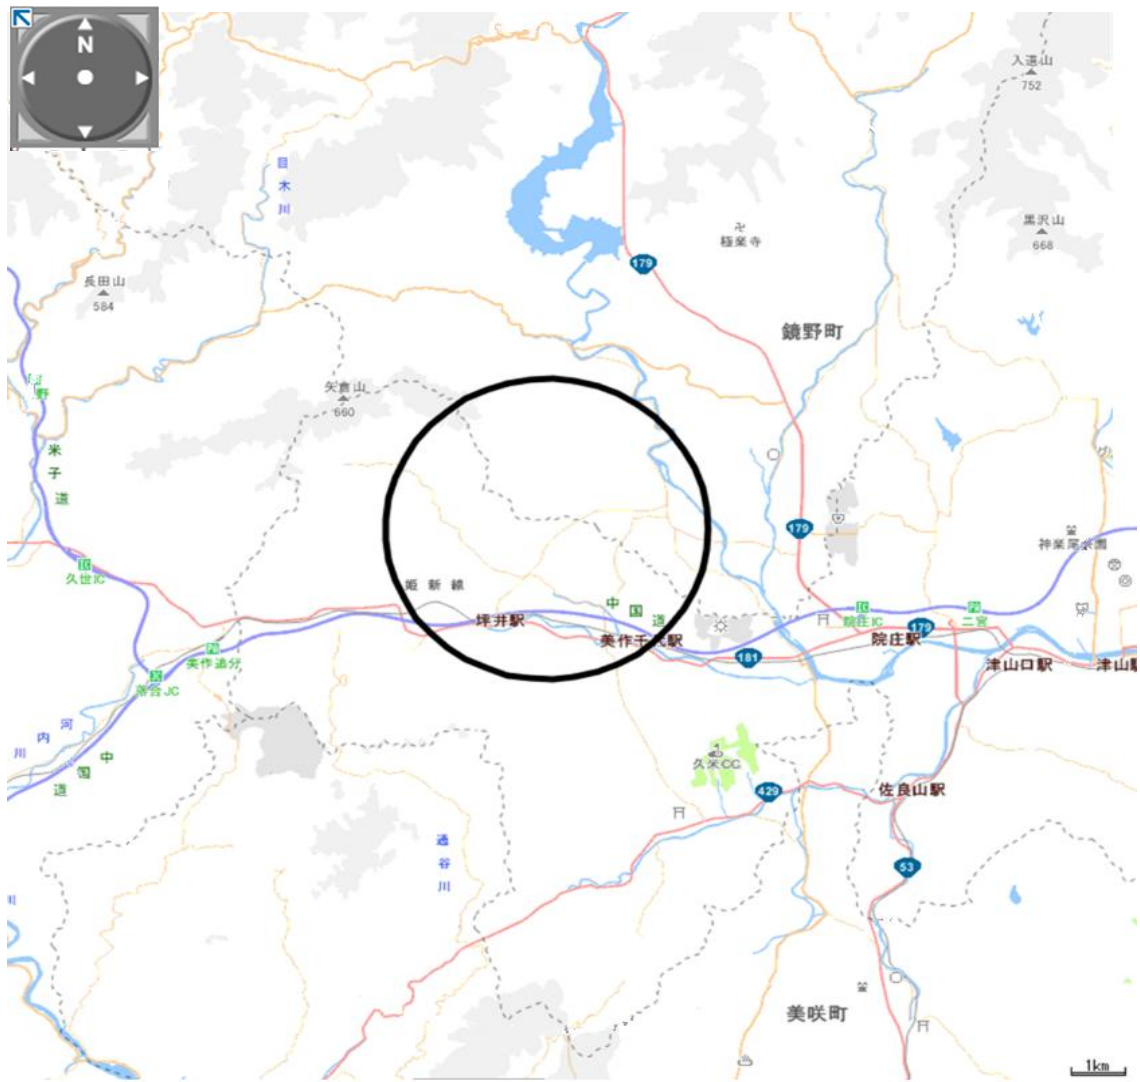 N
入道山
752
目木川
卍
極楽寺
黒沢山
668
179
長田山
584
鏡野町
矢倉山
660
野
米子道
179
神楽尾公園
IC
久世IC
姫新線
中国道
坪井駅
IC
院庄IC
PA
二宮
179
美作千代駅
院庄駅
PA
美作追分
181
津山口駅
津山駅
落合JC
河内川
中国道
久米CC
429
佐良山駅
通谷川
53
川
美咲町
1km